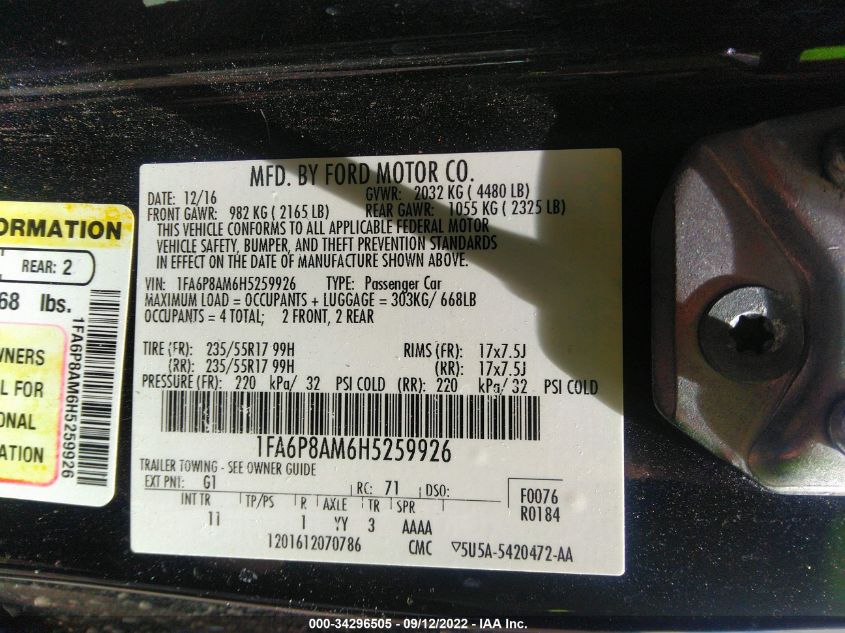 MFD. BY FORD MOTOR CO.
DATE: 12/16 GVWR: 2032 KG ( 4480 LB)
FRONT GAWR: 982 KG ( 2165 LB) REAR GAWR: 1055 KG ( 2325 LB)
THIS VEHICLE CONFORMS TO ALL APPLICABLE FEDERAL MOTOR
VEHICLE SAFETY, BUMPER, AND THEFT PREVENTION STANDARDS
IN EFFECT ON THE DATE OF MANUFACTURE SHOWN ABOVE.
VIN: 1FA6P8AM6H5259926 TYPE: Passenger Car
MAXIMUM LOAD = OCCUPANTS + LUGGAGE = 303KG/ 668LB
OCCUPANTS = 4 TOTAL; 2 FRONT, 2 REAR
TIRE (FR): 235/55R17 99H RIMS (FR): 17x7.5J
(RR): 235/55R17 99H (RR): 17x7.5J
PRESSURE (FR): 220 kPa/ 32 PSI COLD (RR): 220 kPa/ 32 PSI COLD
1FA6P8AM6H5259926
TRAILER TOWING - SEE OWNER GUIDE
EXT PNT: G1 RC: 71 DSO:
F0076
R0184
INT TR TP/PS R AXLE TR SPR
11 1 YY 3 AAAA
1201612070786 CMC ▽5U5A-5420472-AA
ORMATION
REAR: 2
68 lbs.
WNERS
L FOR
ONAL
ATION
1FA6P8AM6H5259926
000-34296505 - 09/12/2022 - IAA Inc.